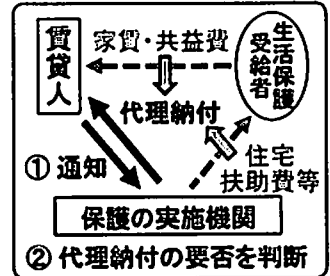 賃貸人
家賃・共益費
生活保護
受給者
代理納付
① 通知
住宅
扶助費等
保護の実施機関
② 代理納付の要否を判断